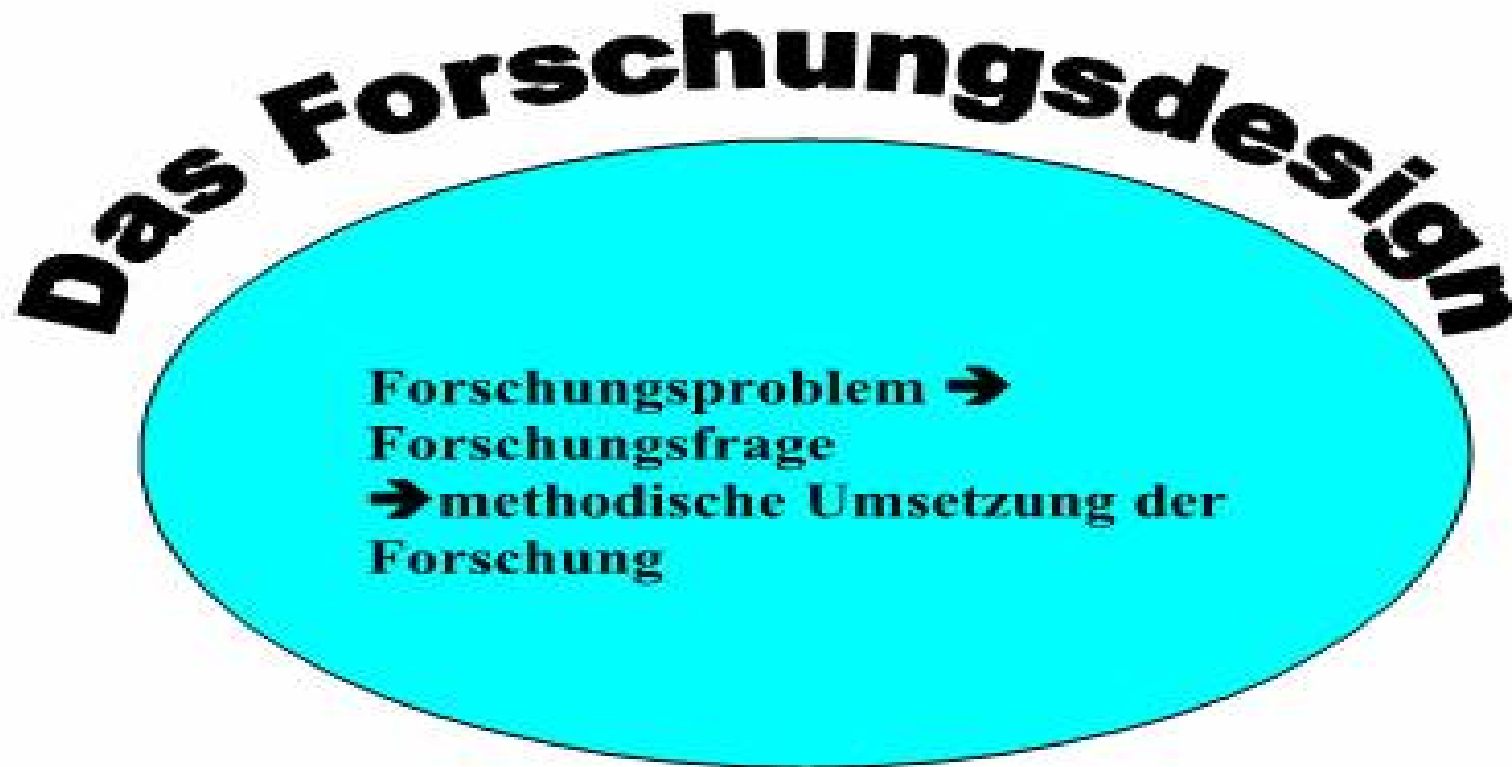 Das Forschungsdesign
Forschungsproblem ➔
Forschungsfrage
➔methodische Umsetzung der
Forschung